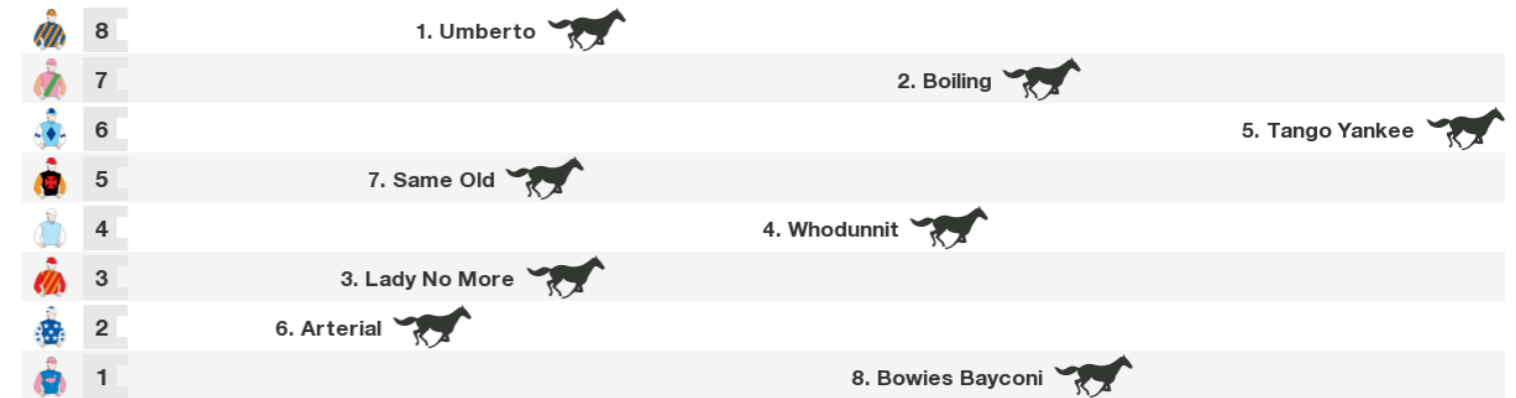 8 1. Umberto
7 2. Boiling
6 5. Tango Yankee
5 7. Same Old
4 4. Whodunnit
3 3. Lady No More
2 6. Arterial
1 8. Bowies Bayconi